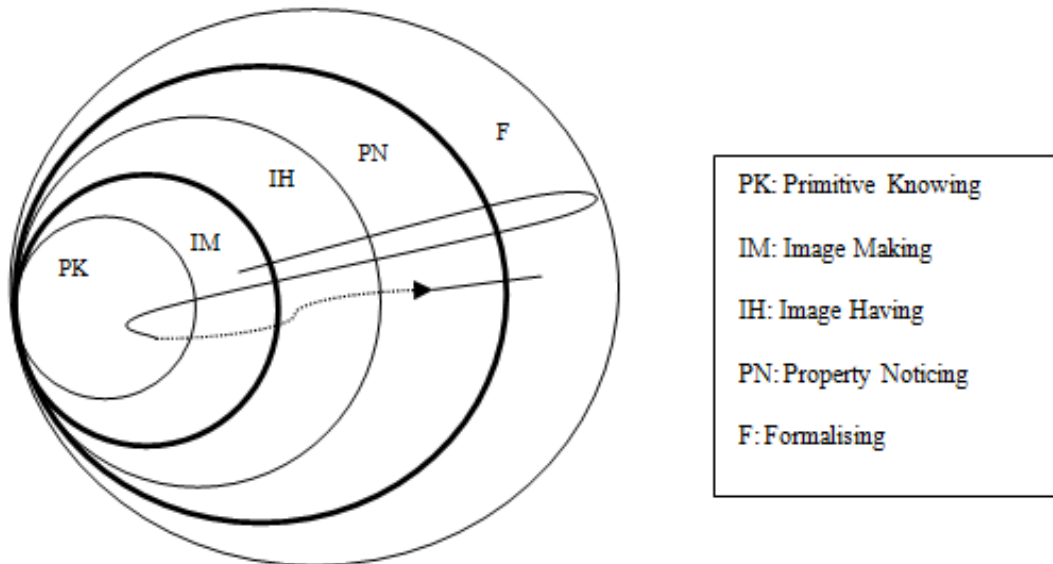 F
PN
IH
IM
PK
PK: Primitive Knowing
IM: Image Making
IH: Image Having
PN: Property Noticing
F: Formalising